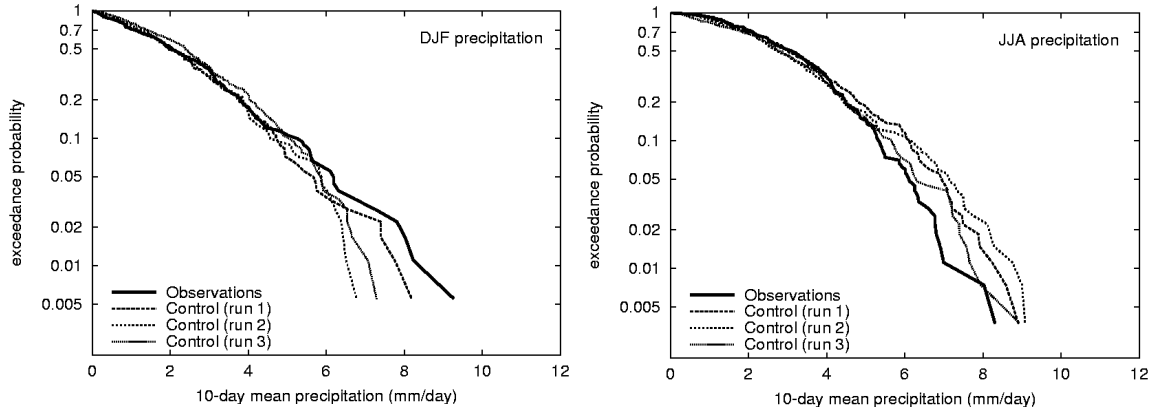 DJF precipitation
exceedance probability
1
0.7
0.5
0.2
0.1
0.05
0.02
0.01
0.005
Observations
Control (run 1)
Control (run 2)
Control (run 3)
0 2 4 6 8 10 12
10-day mean precipitation (mm/day)
JJA precipitation
exceedance probability
1
0.7
0.5
0.2
0.1
0.05
0.02
0.01
0.005
Observations
Control (run 1)
Control (run 2)
Control (run 3)
0 2 4 6 8 10 12
10-day mean precipitation (mm/day)